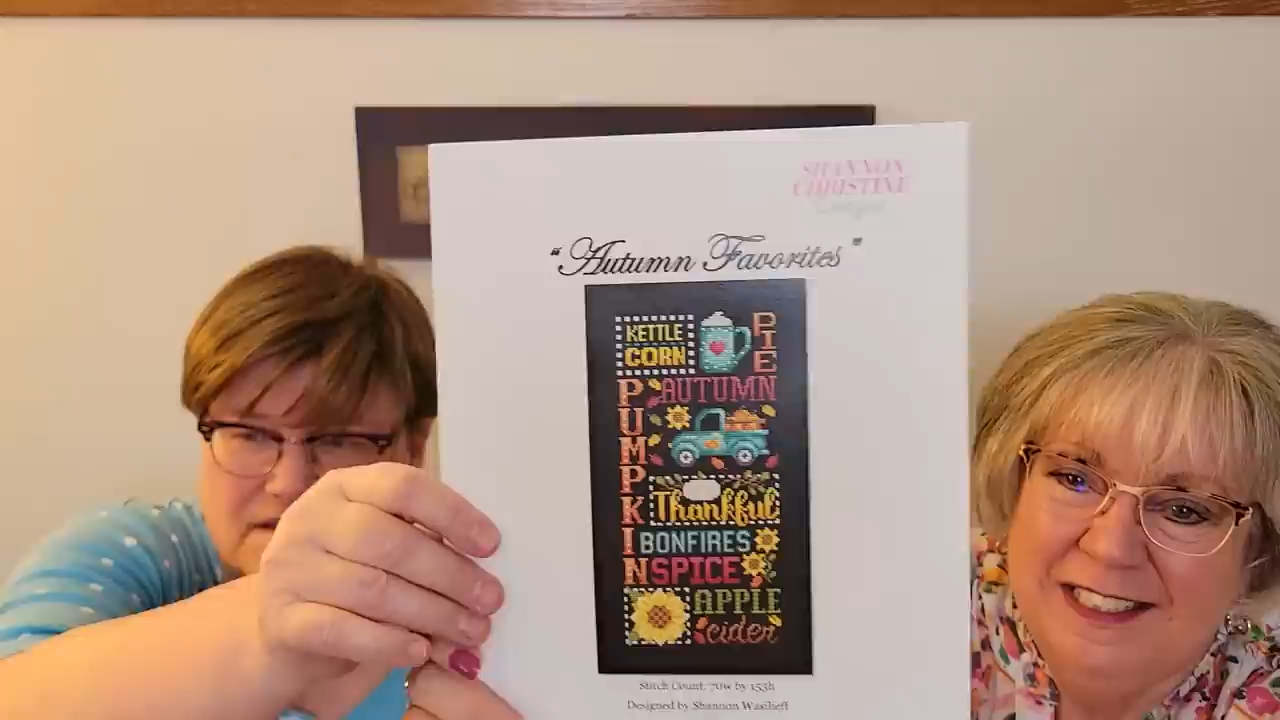 SHANNON
CHRISTINE
Designs
"Autumn Favorites"
KETTLE
CORN
PIE
AUTUMN
PUMPKIN
Thankful
BONFIRES
SPICE
APPLE
cider
Stitch Count, 70w by 153h
Designed by Shannon Wasilieff